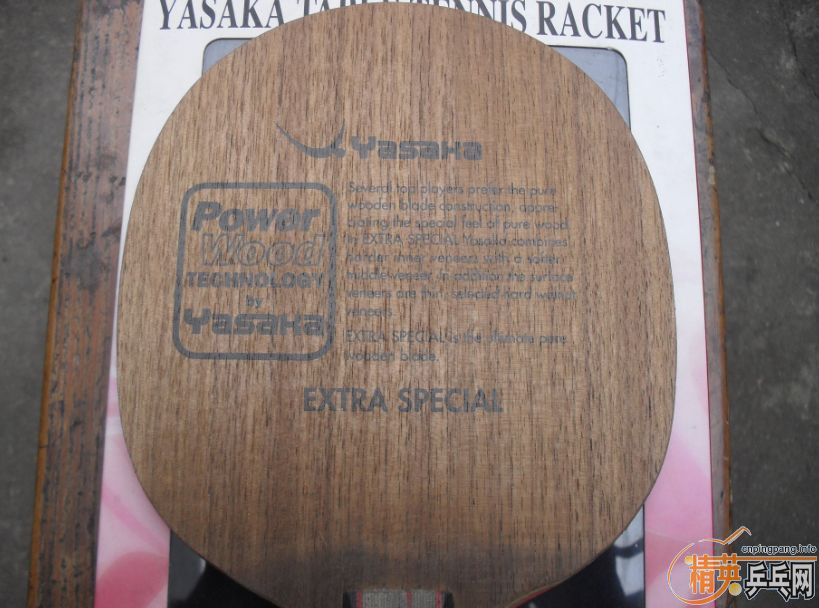 YASAKA TABLE TENNIS RACKET
Yasaka
Power
Wood
TECHNOLOGY
by
Yasaka
Several top players prefer the pure
wooden blade construction, appre-
ciating the special feel of pure wood.
In EXTRA SPECIAL Yasaka combines
harder inner veneers with a softer
middle veneer. In addition the surface
veneers are thin, selected hard walnut
veneers.
EXTRA SPECIAL is the ultimate pure
wooden blade.
EXTRA SPECIAL
cnpingpang.info
精英乒乓网